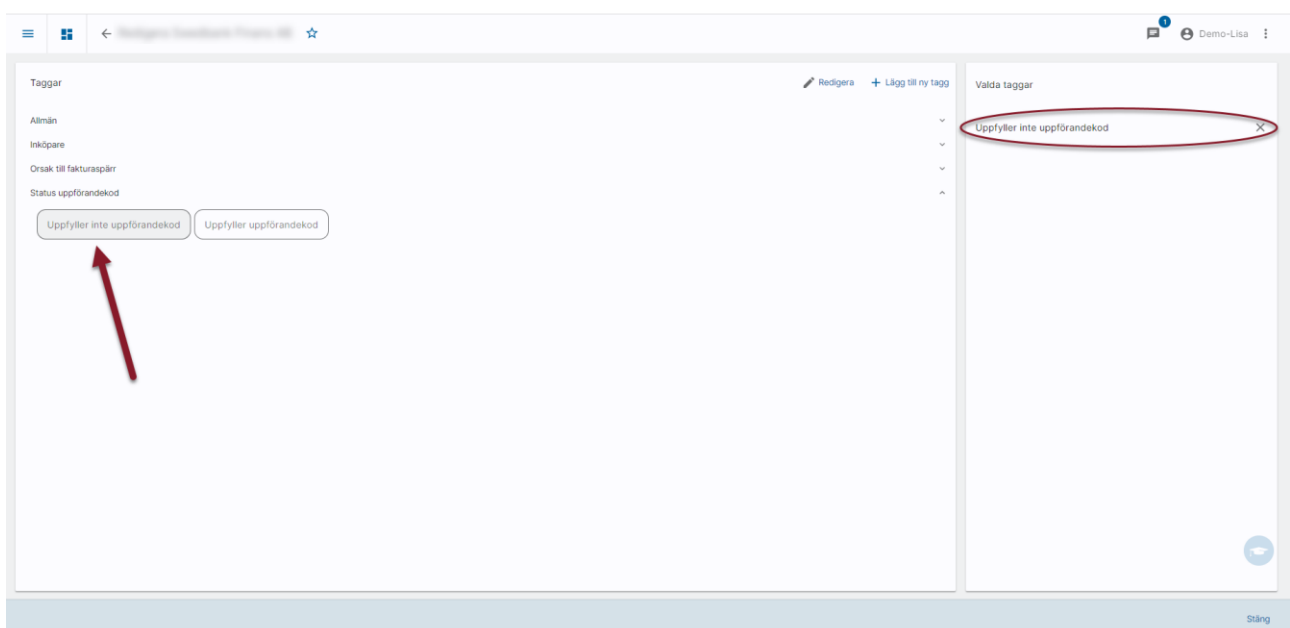 1
Demo-Lisa
Taggar
Redigera
Lägg till ny tagg
Valda taggar
Allmän
Uppfyller inte uppförandekod
Inköpare
Orsak till fakturaspärr
Status uppförandekod
Uppfyller inte uppförandekod
Uppfyller uppförandekod
Stäng